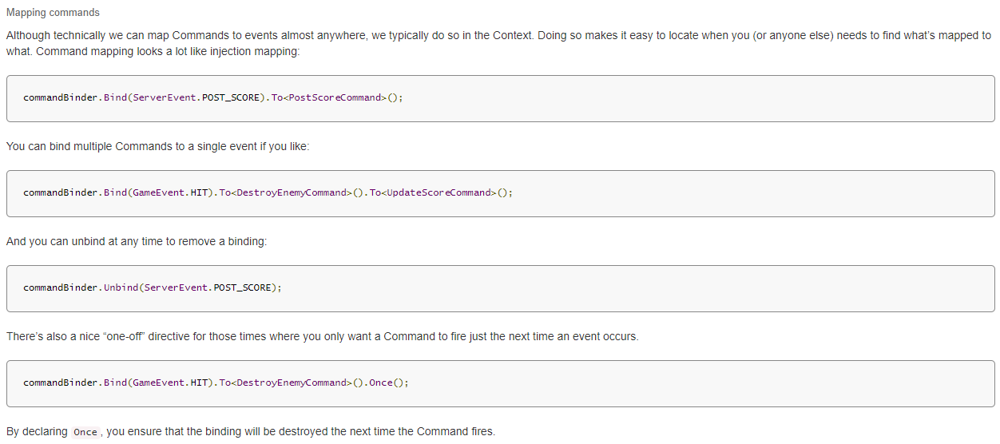 Mapping commands
Although technically we can map Commands to events almost anywhere, we typically do so in the Context. Doing so makes it easy to locate when you (or anyone else) needs to find what’s mapped to
what. Command mapping looks a lot like injection mapping:
commandBinder.Bind(ServerEvent.POST_SCORE).To<PostScoreCommand>();
You can bind multiple Commands to a single event if you like:
commandBinder.Bind(GameEvent.HIT).To<DestroyEnemyCommand>().To<UpdateScoreCommand>();
And you can unbind at any time to remove a binding:
commandBinder.Unbind(ServerEvent.POST_SCORE);
There’s also a nice “one-off” directive for those times where you only want a Command to fire just the next time an event occurs.
commandBinder.Bind(GameEvent.HIT).To<DestroyEnemyCommand>().Once();
By declaring Once, you ensure that the binding will be destroyed the next time the Command fires.